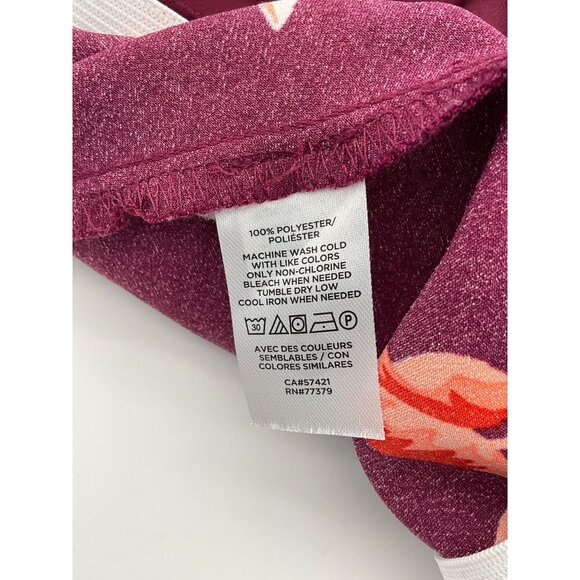 100% POLYESTER/
POLIÉSTER
MACHINE WASH COLD
WITH LIKE COLORS
ONLY NON-CHLORINE
BLEACH WHEN NEEDED
TUMBLE DRY LOW
COOL IRON WHEN NEEDED
30 P
AVEC DES COULEURS
SEMBLABLES / CON
COLORES SIMILARES
CA#57421
RN#77379